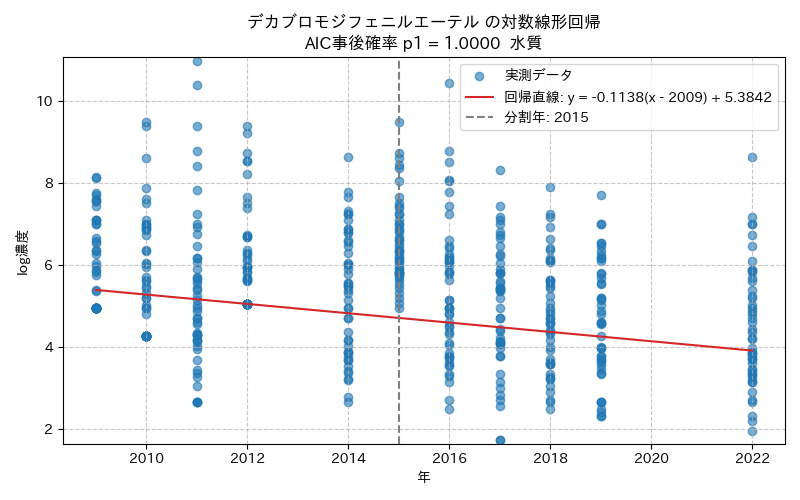 デカブロモジフェニルエーテル の対数線形回帰
AIC事後確率 p1 = 1.0000  水質
実測データ
回帰直線: y = -0.1138(x - 2009) + 5.3842
分割年: 2015
log濃度
10
8
6
4
2
2010 2012 2014 2016 2018 2020 2022
年